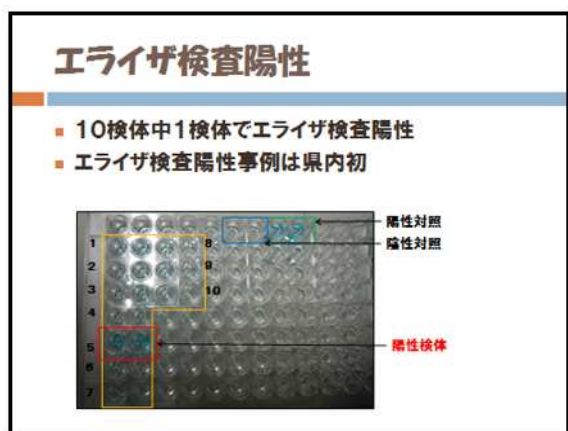 エライザ検査陽性
10検体中1検体でエライザ検査陽性
エライザ検査陽性事例は県内初
陽性対照
陰性対照
1 8
2 9
3 10
4
5
陽性検体
6
7